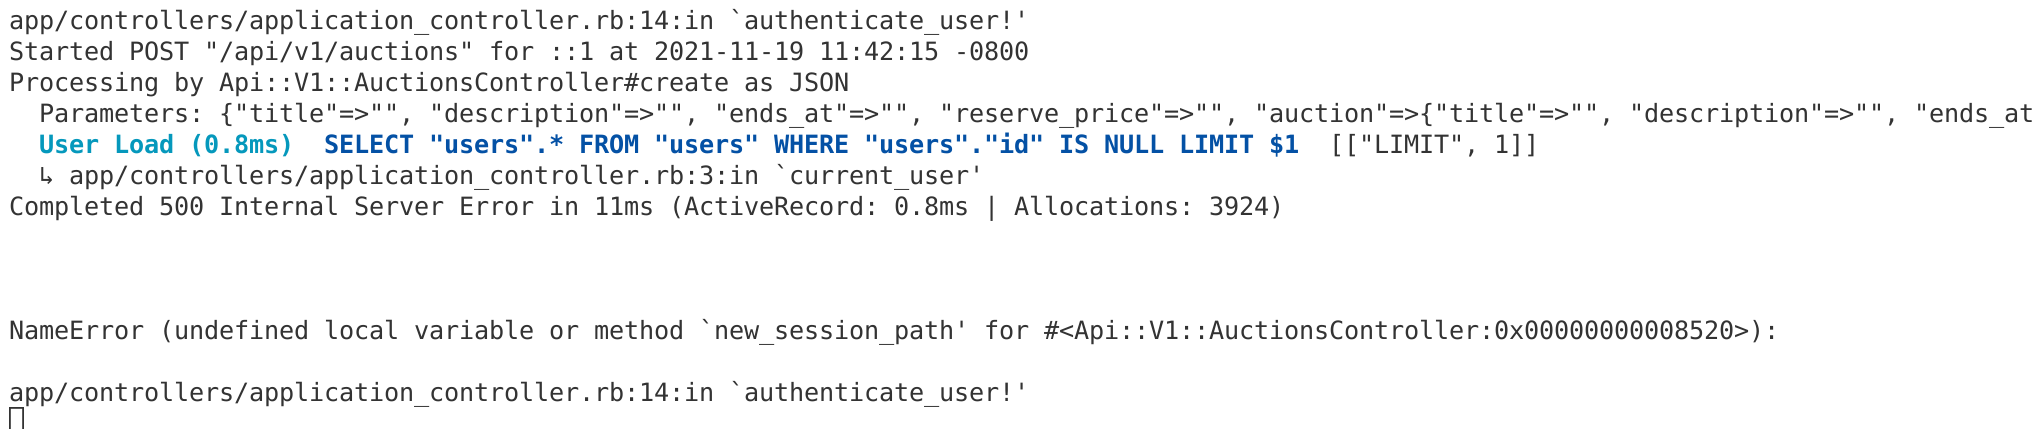 app/controllers/application_controller.rb:14:in `authenticate_user!'
Started POST "/api/v1/auctions" for ::1 at 2021-11-19 11:42:15 -0800
Processing by Api::V1::AuctionsController#create as JSON
  Parameters: {"title"=>"", "description"=>"", "ends_at"=>"", "reserve_price"=>"", "auction"=>{"title"=>"", "description"=>"", "ends_at
  User Load (0.8ms)  SELECT "users".* FROM "users" WHERE "users"."id" IS NULL LIMIT $1  [["LIMIT", 1]]
  ↳ app/controllers/application_controller.rb:3:in `current_user'
Completed 500 Internal Server Error in 11ms (ActiveRecord: 0.8ms | Allocations: 3924)
NameError (undefined local variable or method `new_session_path' for #<Api::V1::AuctionsController:0x00000000008520>):
app/controllers/application_controller.rb:14:in `authenticate_user!'